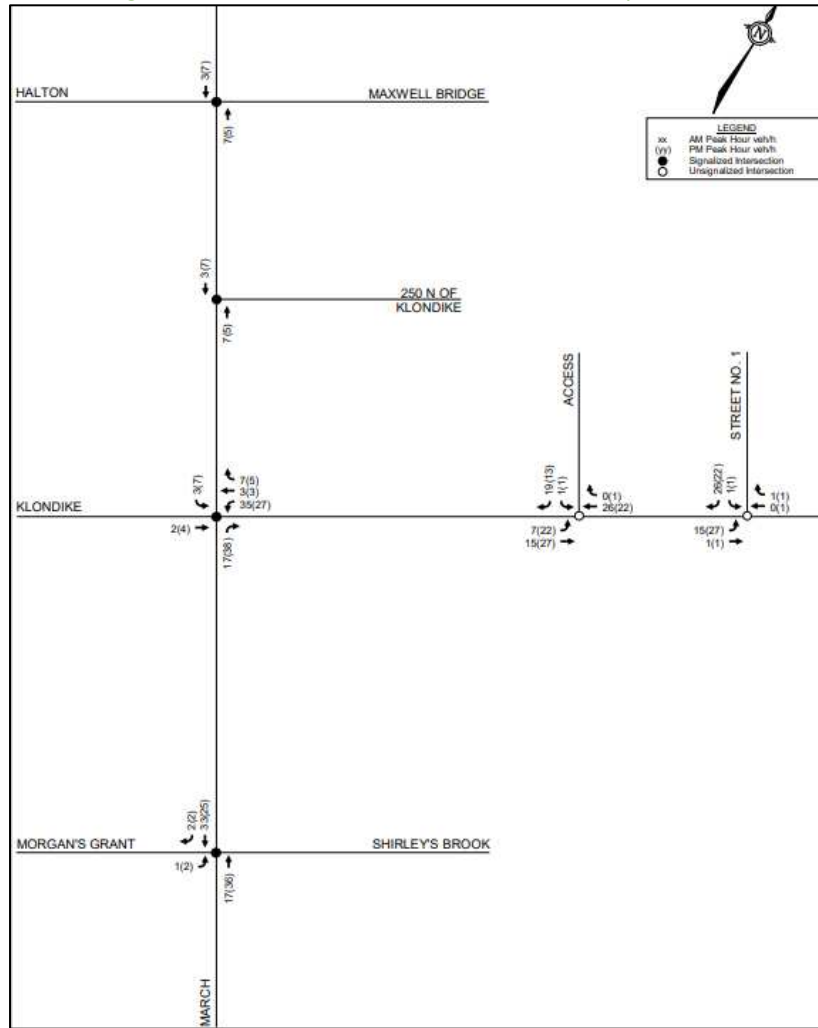 N
3(7)
HALTON
MAXWELL BRIDGE
7(5)
LEGEND
xx AM Peak Hour veh/h
(yy) PM Peak Hour veh/h
Signalized Intersection
Unsignalized Intersection
3(7)
250 N OF
KLONDIKE
7(5)
ACCESS
STREET NO. 1
3(7)
7(5)
3(3)
35(27)
19(13)
1(1)
0(1)
26(22)
26(22)
1(1)
1(1)
0(1)
KLONDIKE
2(4)
17(38)
7(22)
15(27)
15(27)
1(1)
2(2)
33(25)
MORGAN'S GRANT
SHIRLEY'S BROOK
1(2)
17(36)
MARCH